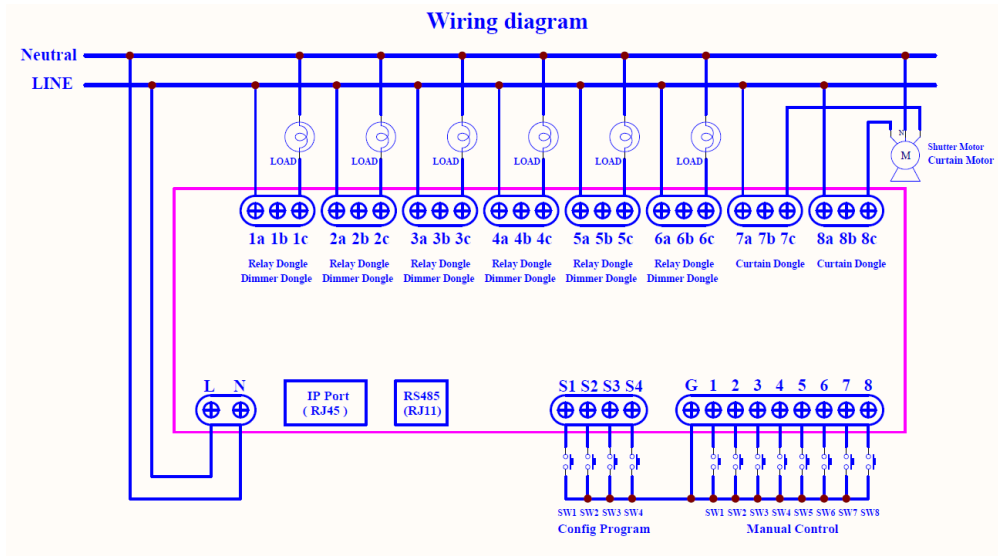 Wiring diagram
Neutral
LINE
LOAD LOAD LOAD LOAD LOAD LOAD
N
M
Shutter Motor
Curtain Motor
1a 1b 1c 2a 2b 2c 3a 3b 3c 4a 4b 4c 5a 5b 5c 6a 6b 6c 7a 7b 7c 8a 8b 8c
Relay Dongle Relay Dongle Relay Dongle Relay Dongle Relay Dongle Relay Dongle Curtain Dongle Curtain Dongle
Dimmer Dongle Dimmer Dongle Dimmer Dongle Dimmer Dongle Dimmer Dongle Dimmer Dongle
L N
IP Port
( RJ45 )
RS485
(RJ11)
S1 S2 S3 S4
G 1 2 3 4 5 6 7 8
SW1 SW2 SW3 SW4
Config Program
SW1 SW2 SW3 SW4 SW5 SW6 SW7 SW8
Manual Control